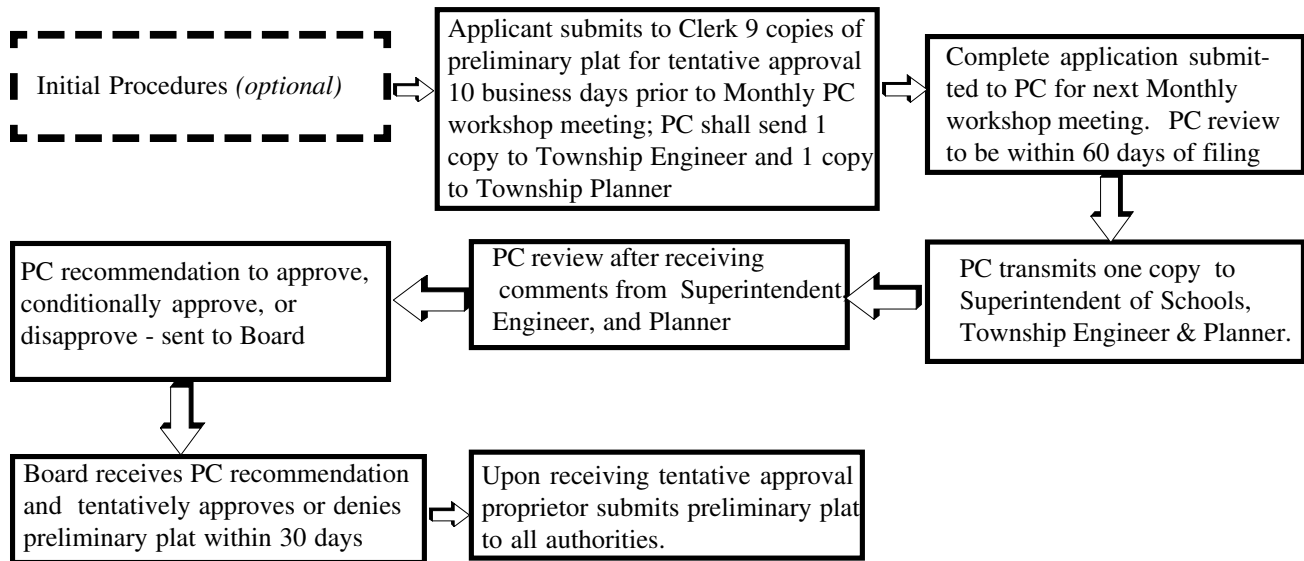 Initial Procedures (optional)
Applicant submits to Clerk 9 copies of
preliminary plat for tentative approval
10 business days prior to Monthly PC
workshop meeting; PC shall send 1
copy to Township Engineer and 1 copy
to Township Planner
Complete application submit-
ted to PC for next Monthly
workshop meeting. PC review
to be within 60 days of filing
PC transmits one copy to
Superintendent of Schools,
Township Engineer & Planner.
PC review after receiving
comments from Superintendent,
Engineer, and Planner
PC recommendation to approve,
conditionally approve, or
disapprove - sent to Board
Board receives PC recommendation
and tentatively approves or denies
preliminary plat within 30 days
Upon receiving tentative approval
proprietor submits preliminary plat
to all authorities.